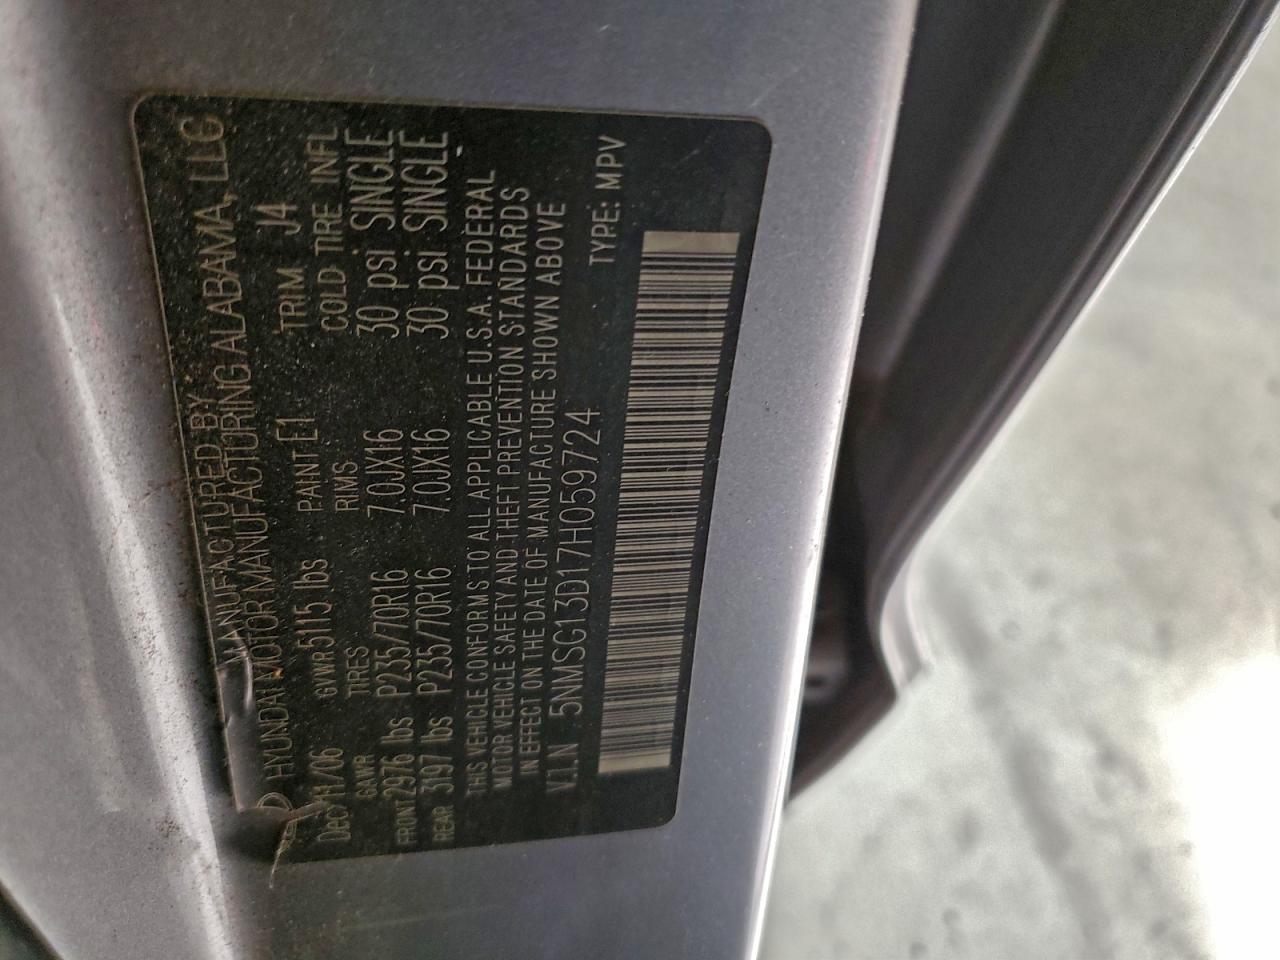 MANUFACTURED BY
HYUNDAI MOTOR MANUFACTURING ALABAMA, LLC
Dec/11/06 GVWR 5115 lbs PAINT E1 TRIM J4
GAWR TIRES RIMS COLD TIRE INFL
FRONT 2976 lbs P235/70R16 7.0JX16 30 psi SINGLE
REAR 3197 lbs P235/70R16 7.0JX16 30 psi SINGLE
THIS VEHICLE CONFORMS TO ALL APPLICABLE U.S.A. FEDERAL
MOTOR VEHICLE SAFETY AND THEFT PREVENTION STANDARDS
IN EFFECT ON THE DATE OF MANUFACTURE SHOWN ABOVE
VIN 5NMSG13D17H059724 TYPE: MPV